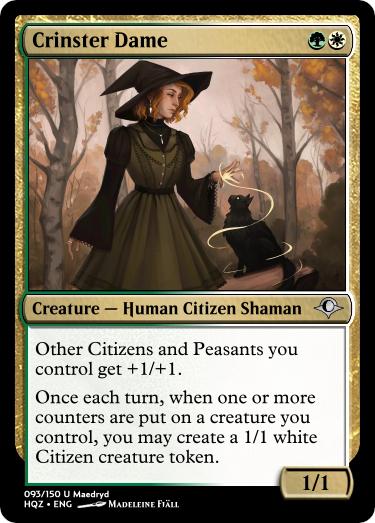 Crinster Dame
Creature — Human Citizen Shaman
Other Citizens and Peasants you
control get +1/+1.
Once each turn, when one or more
counters are put on a creature you
control, you may create a 1/1 white
Citizen creature token.
1/1
093/150 U Maedryd
HQZ • ENG Madeleine Fiäll